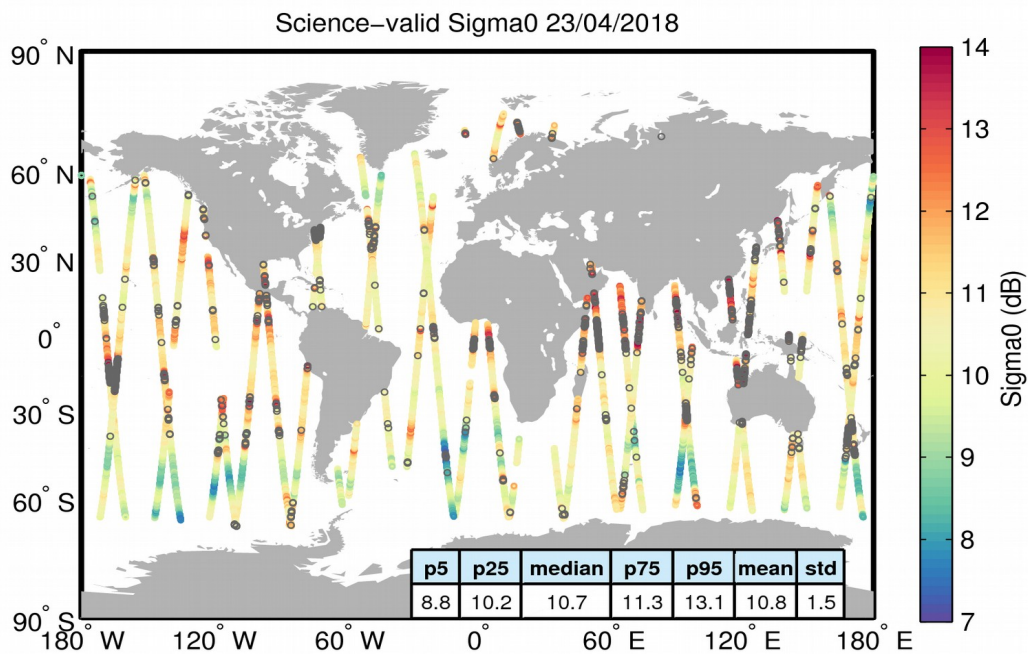 Science−valid Sigma0 23/04/2018
90° N
60° N
30° N
0°
30° S
60° S
90° S
180° W
120° W
60° W
0°
60° E
120° E
180° E
p5 p25 median p75 p95 mean std
8.8 10.2 10.7 11.3 13.1 10.8 1.5
14
13
12
11
10
9
8
7
Sigma0 (dB)